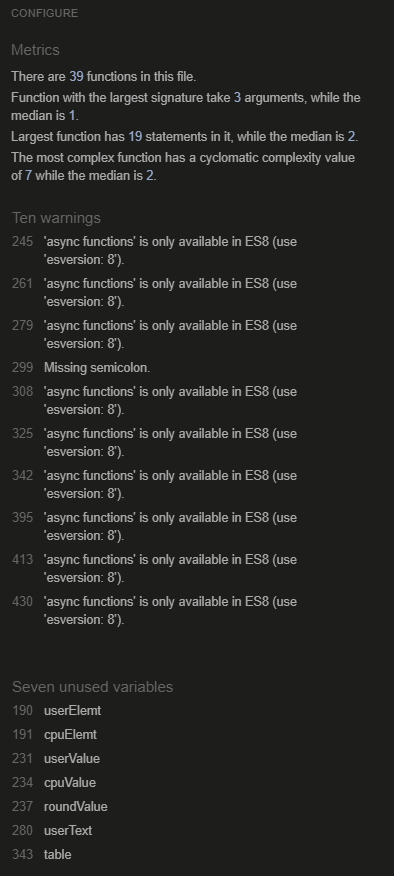 CONFIGURE
Metrics
There are 39 functions in this file.
Function with the largest signature take 3 arguments, while the
median is 1.
Largest function has 19 statements in it, while the median is 2.
The most complex function has a cyclomatic complexity value
of 7 while the median is 2.
Ten warnings
245 'async functions' is only available in ES8 (use
'esversion: 8').
261 'async functions' is only available in ES8 (use
'esversion: 8').
279 'async functions' is only available in ES8 (use
'esversion: 8').
299 Missing semicolon.
308 'async functions' is only available in ES8 (use
'esversion: 8').
325 'async functions' is only available in ES8 (use
'esversion: 8').
342 'async functions' is only available in ES8 (use
'esversion: 8').
395 'async functions' is only available in ES8 (use
'esversion: 8').
413 'async functions' is only available in ES8 (use
'esversion: 8').
430 'async functions' is only available in ES8 (use
'esversion: 8').
Seven unused variables
190 userElemt
191 cpuElemt
231 userValue
234 cpuValue
237 roundValue
280 userText
343 table